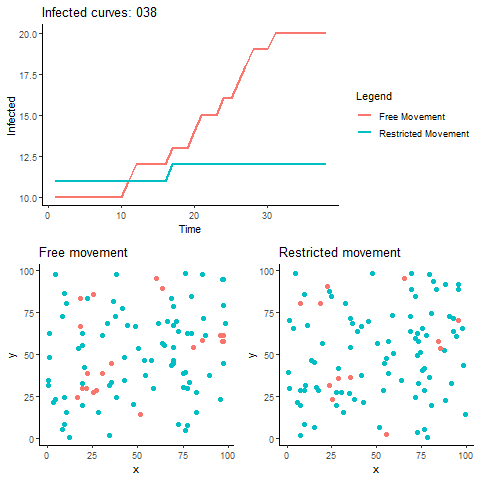 Infected curves: 038
20.0
17.5
15.0
12.5
10.0
Infected
10
20
30
Time
Legend
Free Movement
Restricted Movement
Free movement
100
75
50
25
0
y
0
25
50
75
100
x
Restricted movement
100
75
50
25
0
y
0
25
50
75
100
x